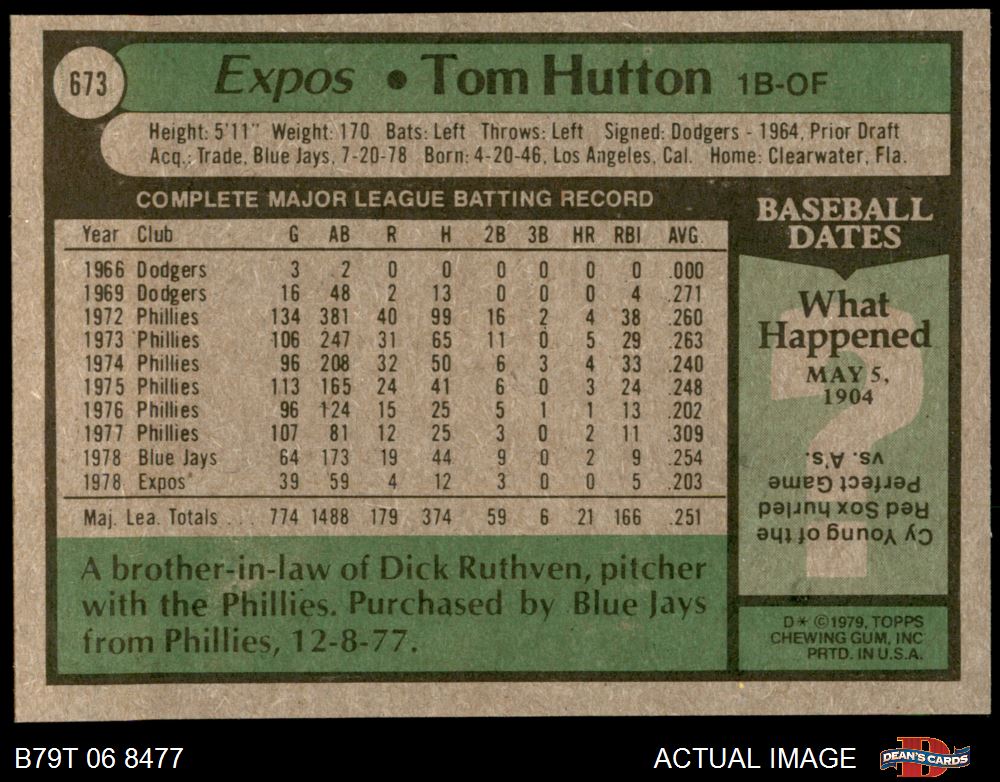 673
Expos • Tom Hutton 1B-OF
Height: 5'11" Weight: 170 Bats: Left Throws: Left Signed: Dodgers - 1964, Prior Draft
Acq.: Trade, Blue Jays, 7-20-78 Born: 4-20-46, Los Angeles, Cal. Home: Clearwater, Fla.
COMPLETE MAJOR LEAGUE BATTING RECORD
Year Club G AB R H 2B 3B HR RBI AVG.
1966 Dodgers 3 2 0 0 0 0 0 0 .000
1969 Dodgers 16 48 2 13 0 0 0 4 .271
1972 Phillies 134 381 40 99 16 2 4 38 .260
1973 Phillies 106 247 31 65 11 0 5 29 .263
1974 Phillies 96 208 32 50 6 3 4 33 .240
1975 Phillies 113 165 24 41 6 0 3 24 .248
1976 Phillies 96 124 15 25 5 1 1 13 .202
1977 Phillies 107 81 12 25 3 0 2 11 .309
1978 Blue Jays 64 173 19 44 9 0 2 9 .254
1978 Expos 39 59 4 12 3 0 0 5 .203
Maj. Lea. Totals ... 774 1488 179 374 59 6 21 166 .251
A brother-in-law of Dick Ruthven, pitcher
with the Phillies. Purchased by Blue Jays
from Phillies, 12-8-77.
BASEBALL
DATES
What
Happened
MAY 5,
1904
?
Cy Young of the
Red Sox hurled
Perfect Game
vs. A's.
D* ©1979, TOPPS
CHEWING GUM, INC
PRTD. IN U.S.A.
B79T 06 8477
ACTUAL IMAGE
D
DEAN'S CARDS